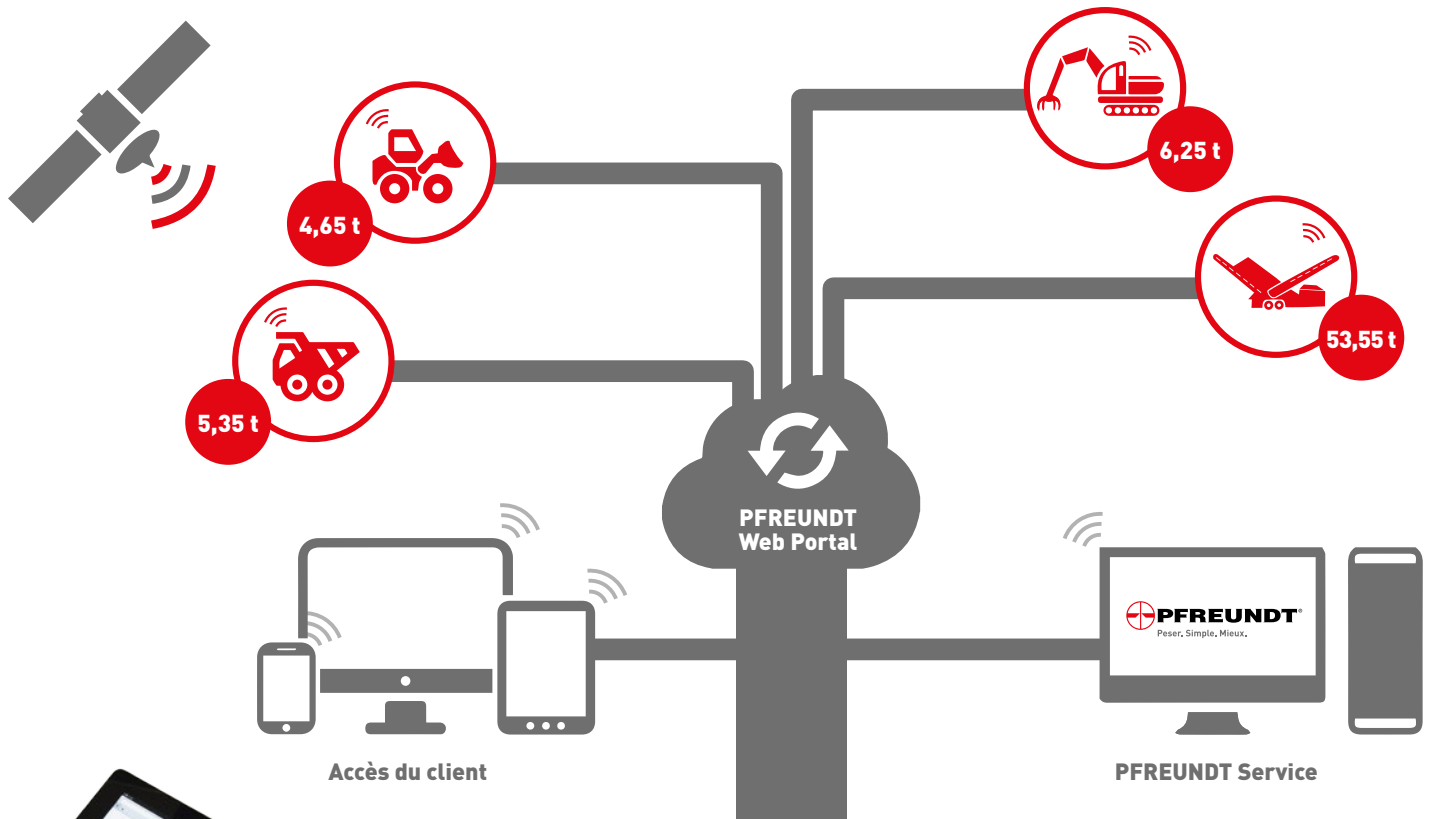 6,25 t
4,65 t
53,55 t
5,35 t
PFREUNDT
Web Portal
PFREUNDT®
Peser. Simple. Mieux.
Accès du client
PFREUNDT Service